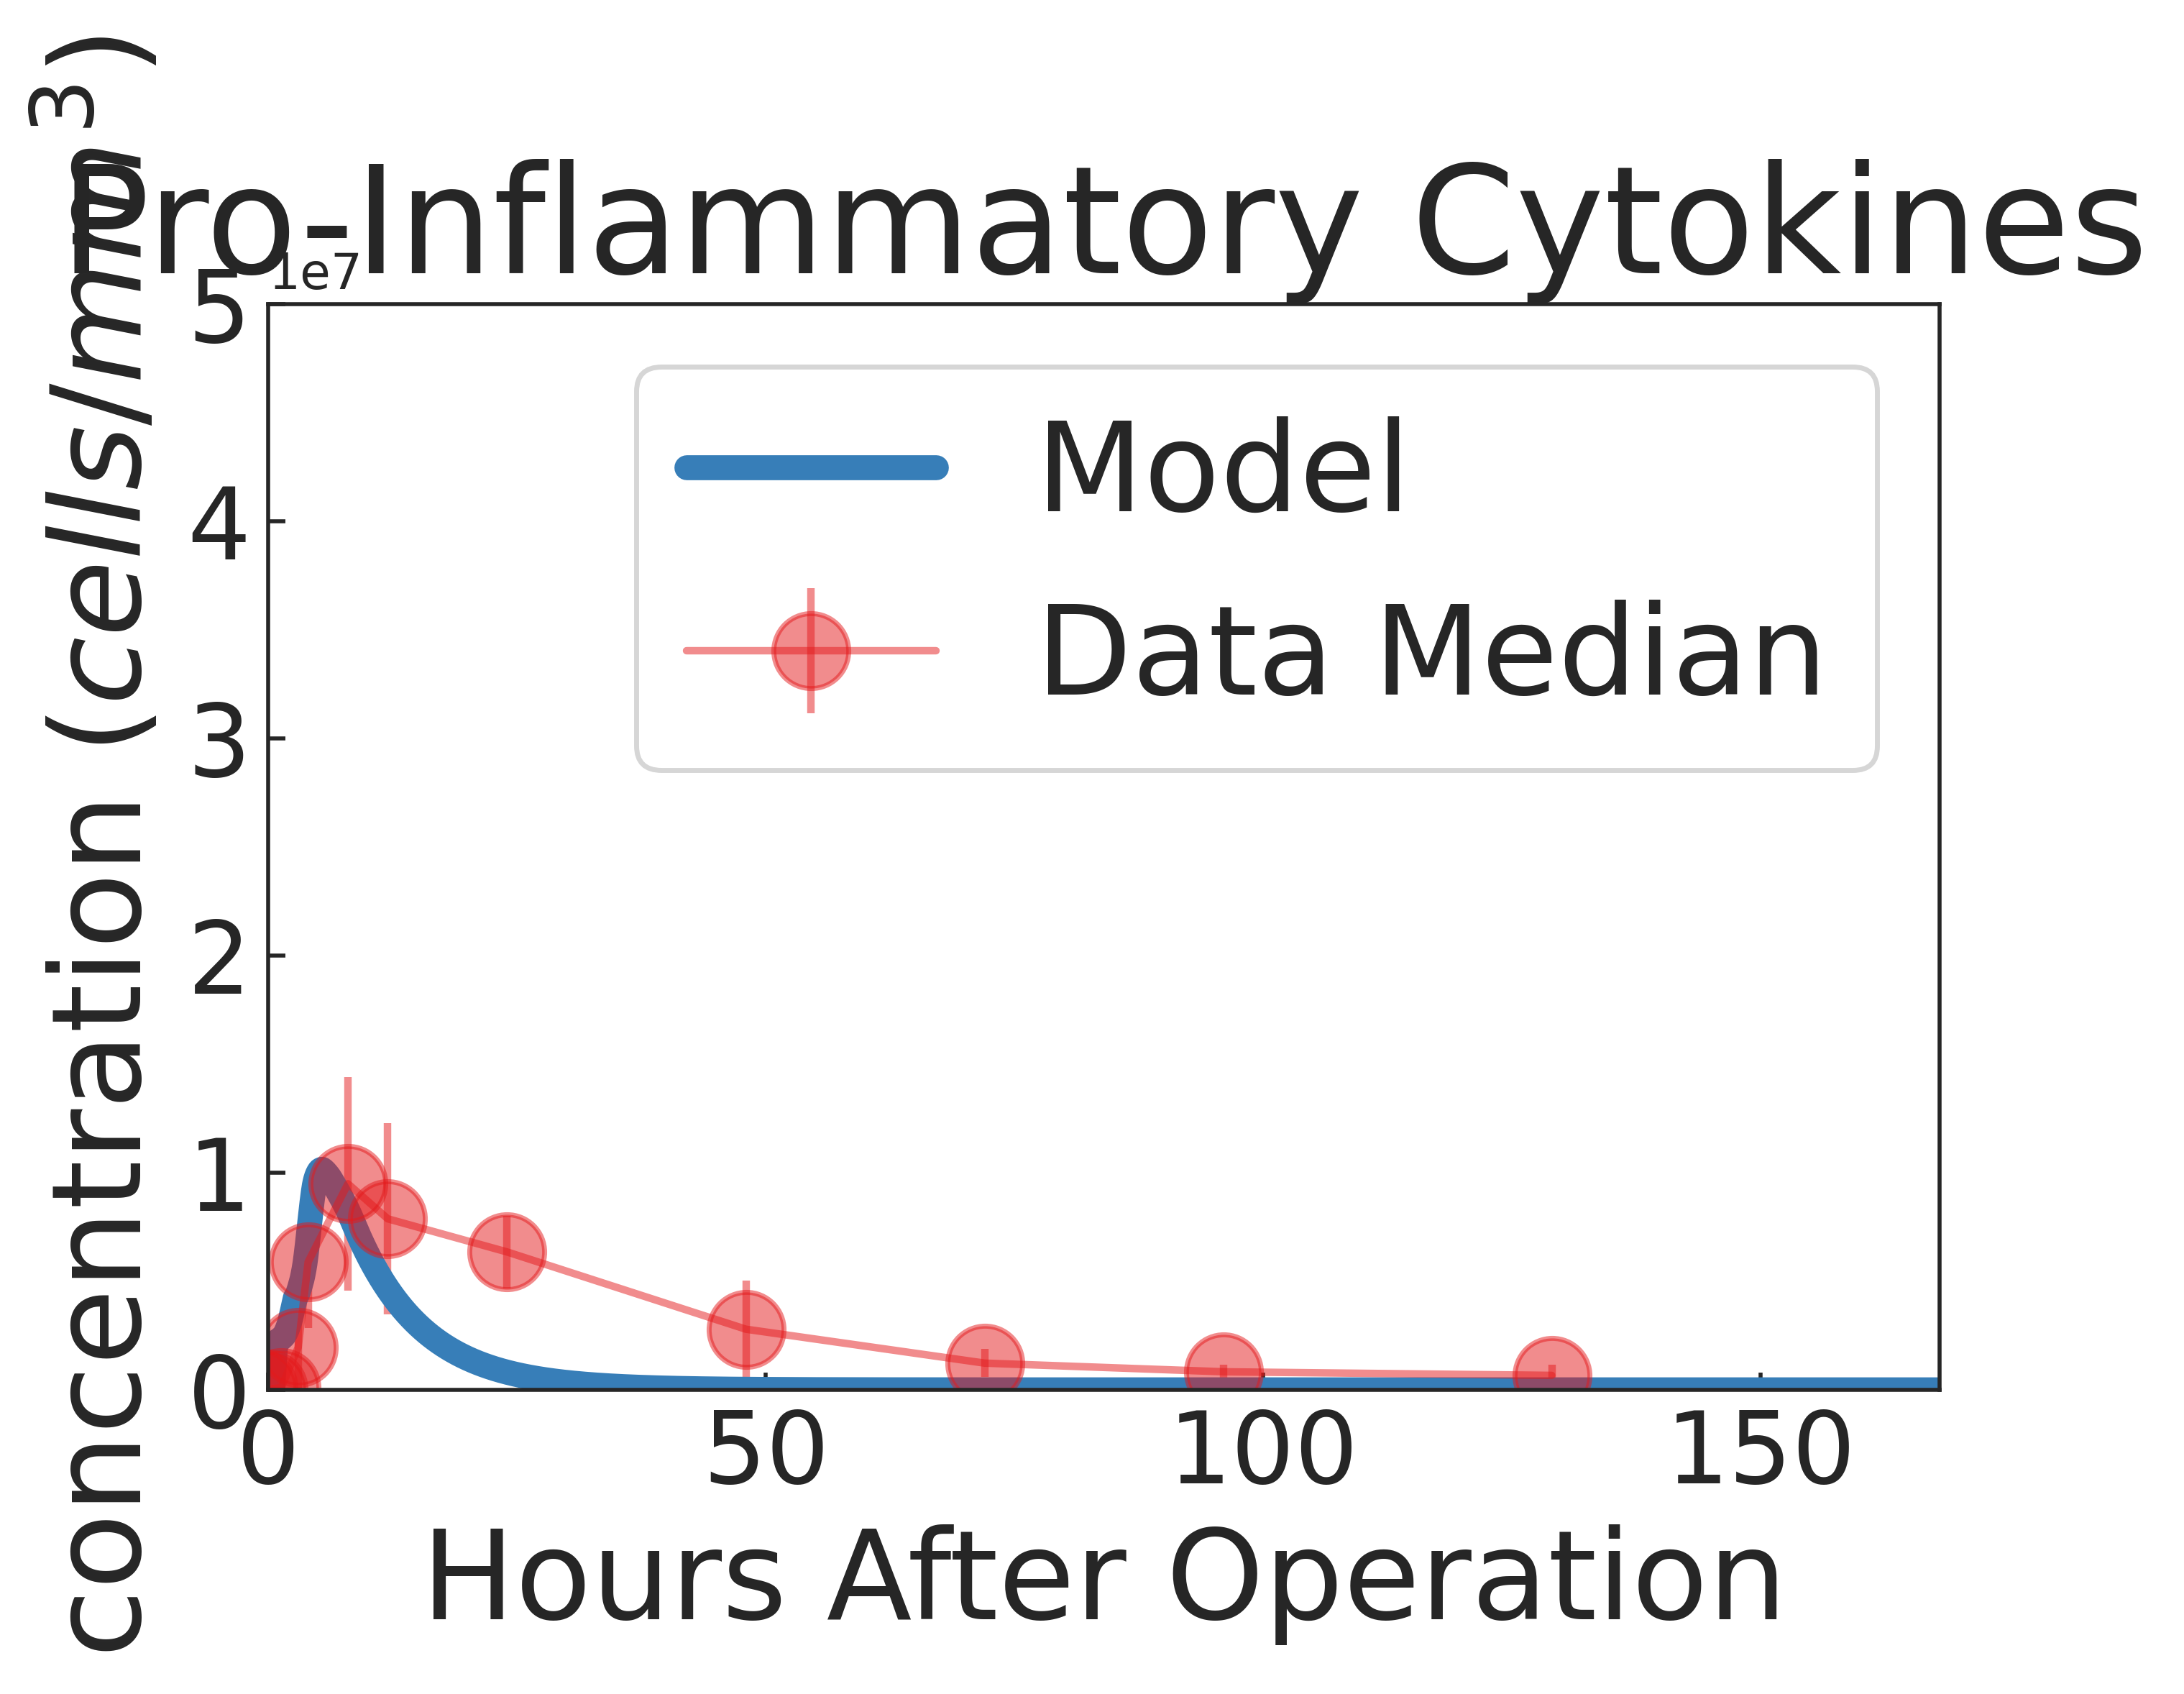 Pro-Inflammatory Cytokines
1e7
concentration (cells/mm³)
5
4
3
2
1
0
Model
Data Median
0 50 100 150
Hours After Operation